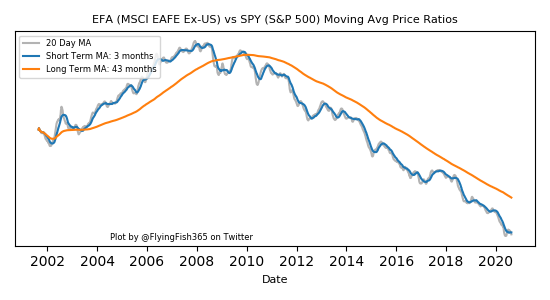 EFA (MSCI EAFE Ex-US) vs SPY (S&P 500) Moving Avg Price Ratios
20 Day MA
Short Term MA: 3 months
Long Term MA: 43 months
Plot by @FlyingFish365 on Twitter
2002 2004 2006 2008 2010 2012 2014 2016 2018 2020
Date